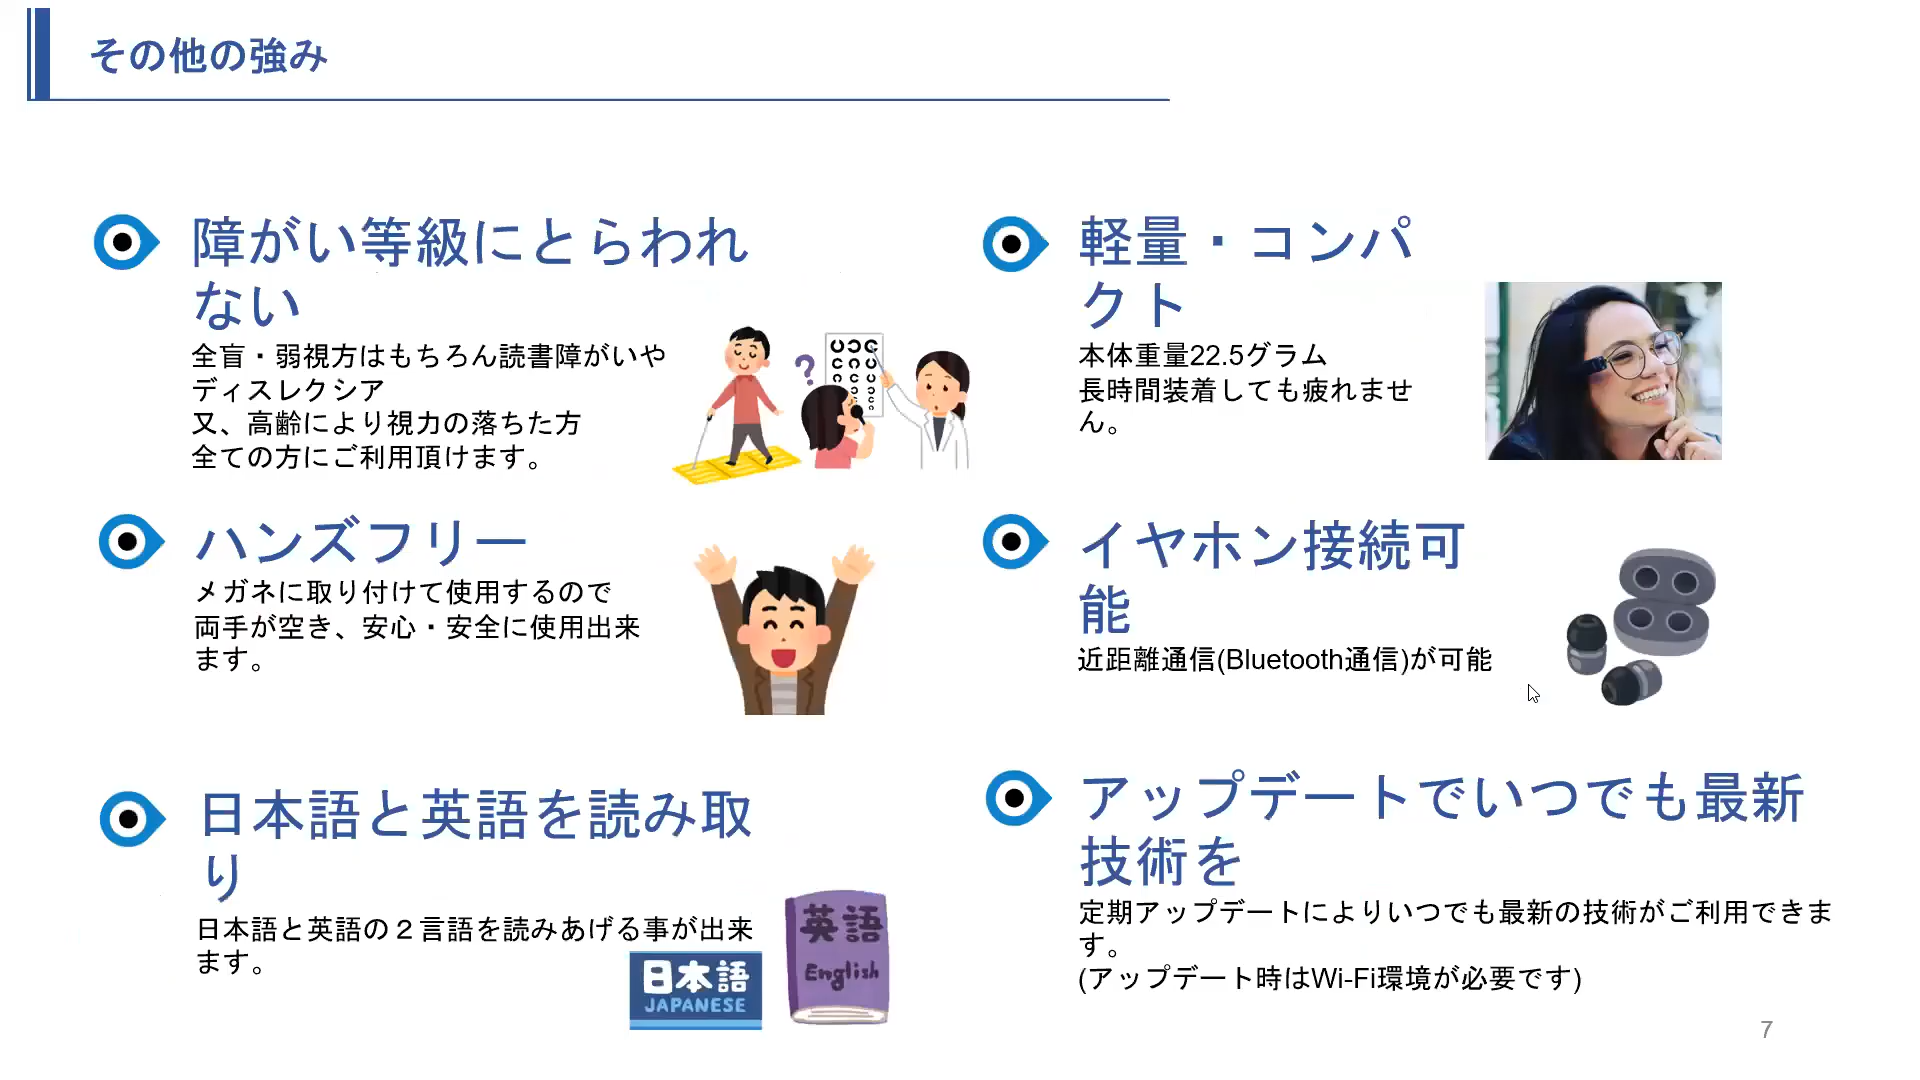 その他の強み
障がい等級にとらわれ
ない
全盲・弱視方はもちろん読書障がいや
ディスレクシア
又、高齢により視力の落ちた方
全ての方にご利用頂けます。
軽量・コンパ
クト
本体重量22.5グラム
長時間装着しても疲れませ
ん。
ハンズフリー
メガネに取り付けて使用するので
両手が空き、安心・安全に使用出来
ます。
イヤホン接続可
能
近距離通信(Bluetooth通信)が可能
日本語と英語を読み取
り
日本語と英語の２言語を読みあげる事が出来
ます。
日本語
JAPANESE
英語
English
アップデートでいつでも最新
技術を
定期アップデートによりいつでも最新の技術がご利用できま
す。
(アップデート時はWi-Fi環境が必要です)
7